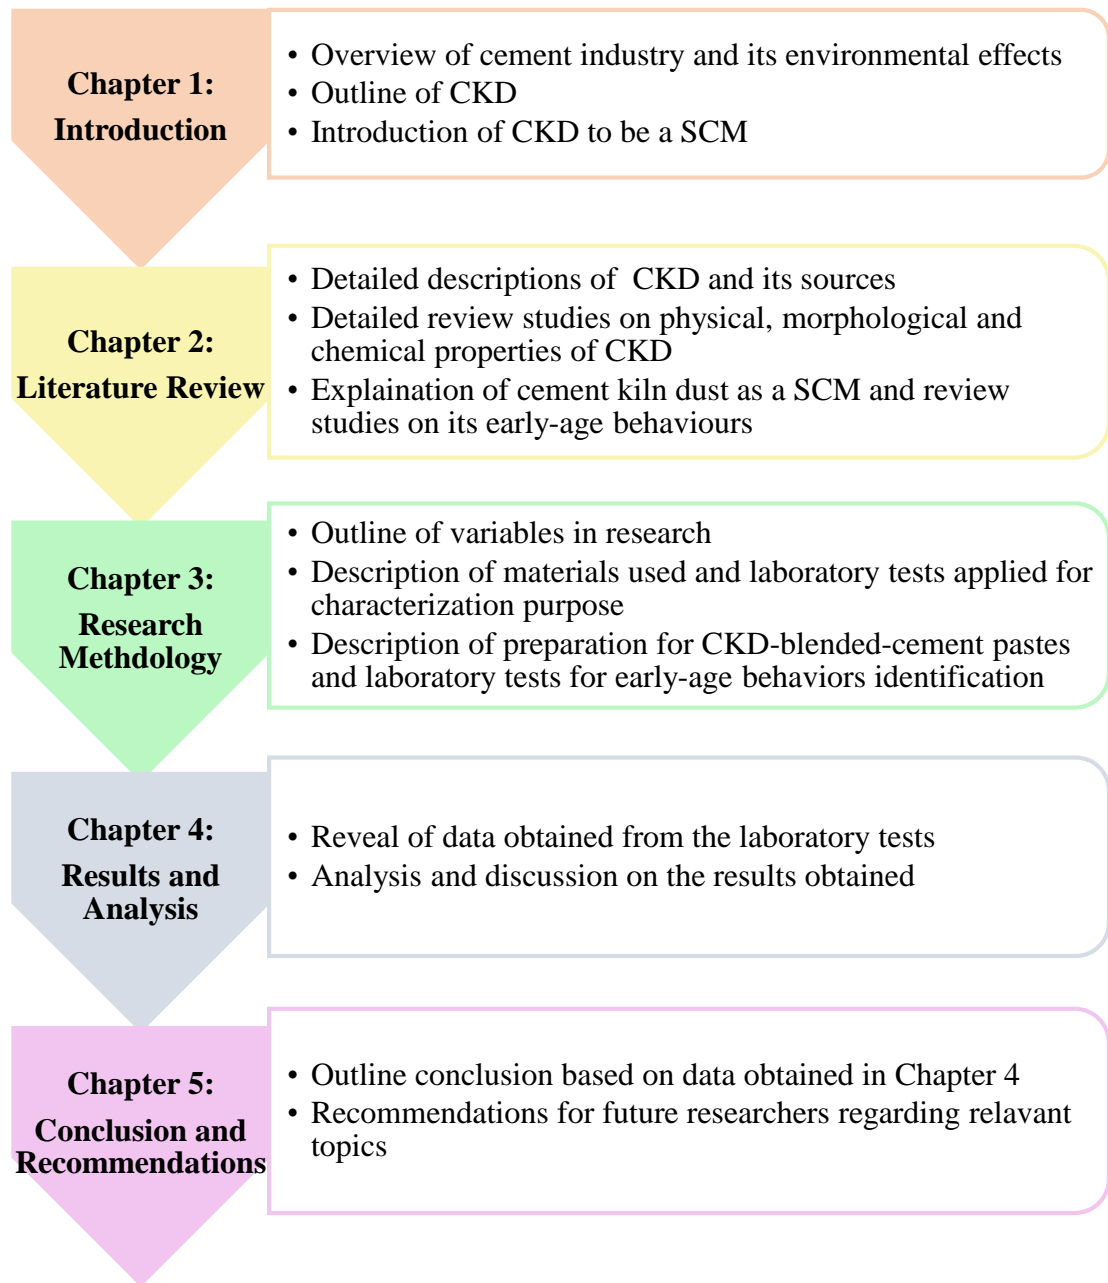 Chapter 1:
Introduction
• Overview of cement industry and its environmental effects
• Outline of CKD
• Introduction of CKD to be a SCM
Chapter 2:
Literature Review
• Detailed descriptions of CKD and its sources
• Detailed review studies on physical, morphological and
chemical properties of CKD
• Explaination of cement kiln dust as a SCM and review
studies on its early-age behaviours
Chapter 3:
Research
Methdology
• Outline of variables in research
• Description of materials used and laboratory tests applied for
characterization purpose
• Description of preparation for CKD-blended-cement pastes
and laboratory tests for early-age behaviors identification
Chapter 4:
Results and
Analysis
• Reveal of data obtained from the laboratory tests
• Analysis and discussion on the results obtained
Chapter 5:
Conclusion and
Recommendations
• Outline conclusion based on data obtained in Chapter 4
• Recommendations for future researchers regarding relavant
topics